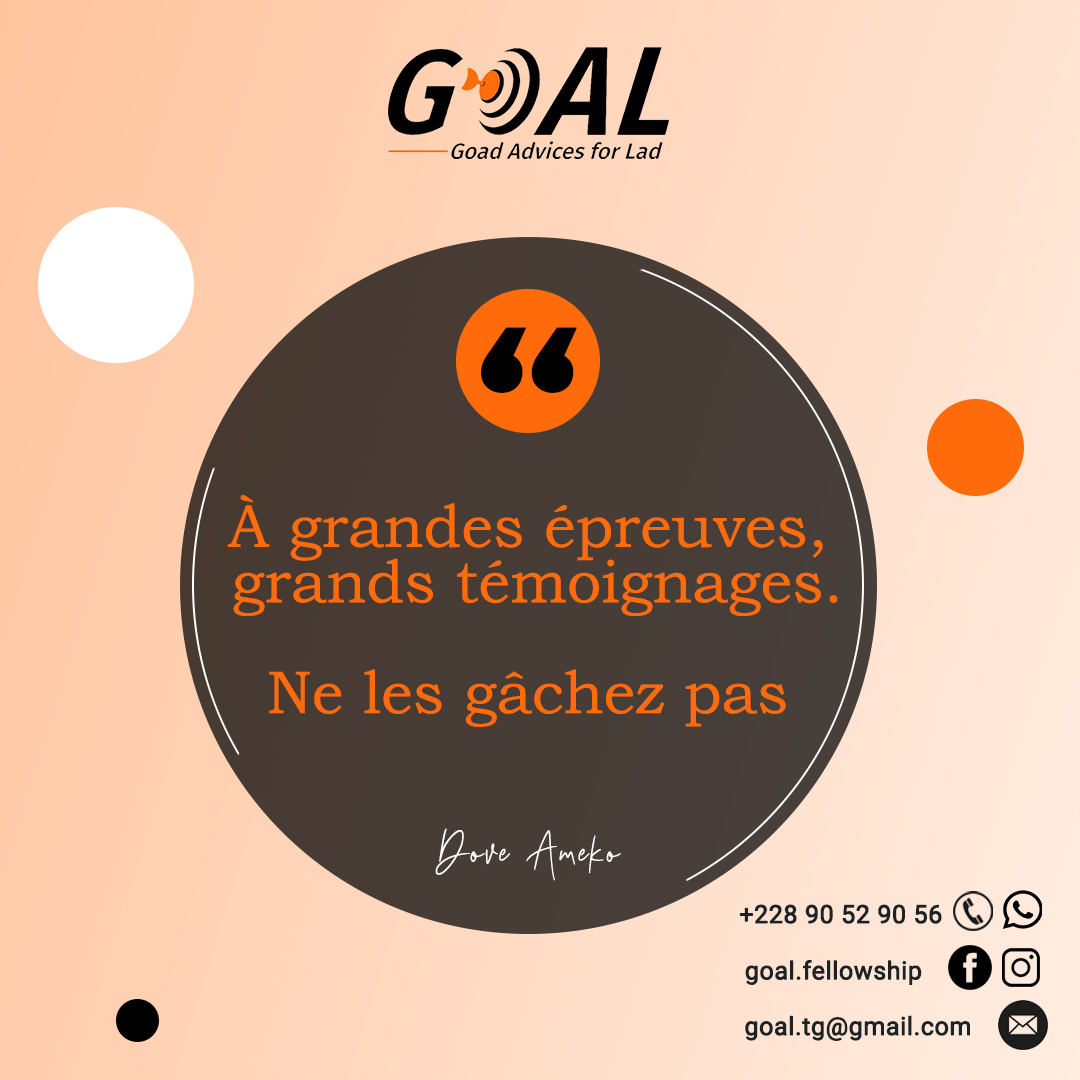 GOAL
Goad Advices for Lad
“
À grandes épreuves,
grands témoignages.
Ne les gâchez pas
Dove Ameko
+228 90 52 90 56
goal.fellowship
goal.tg@gmail.com